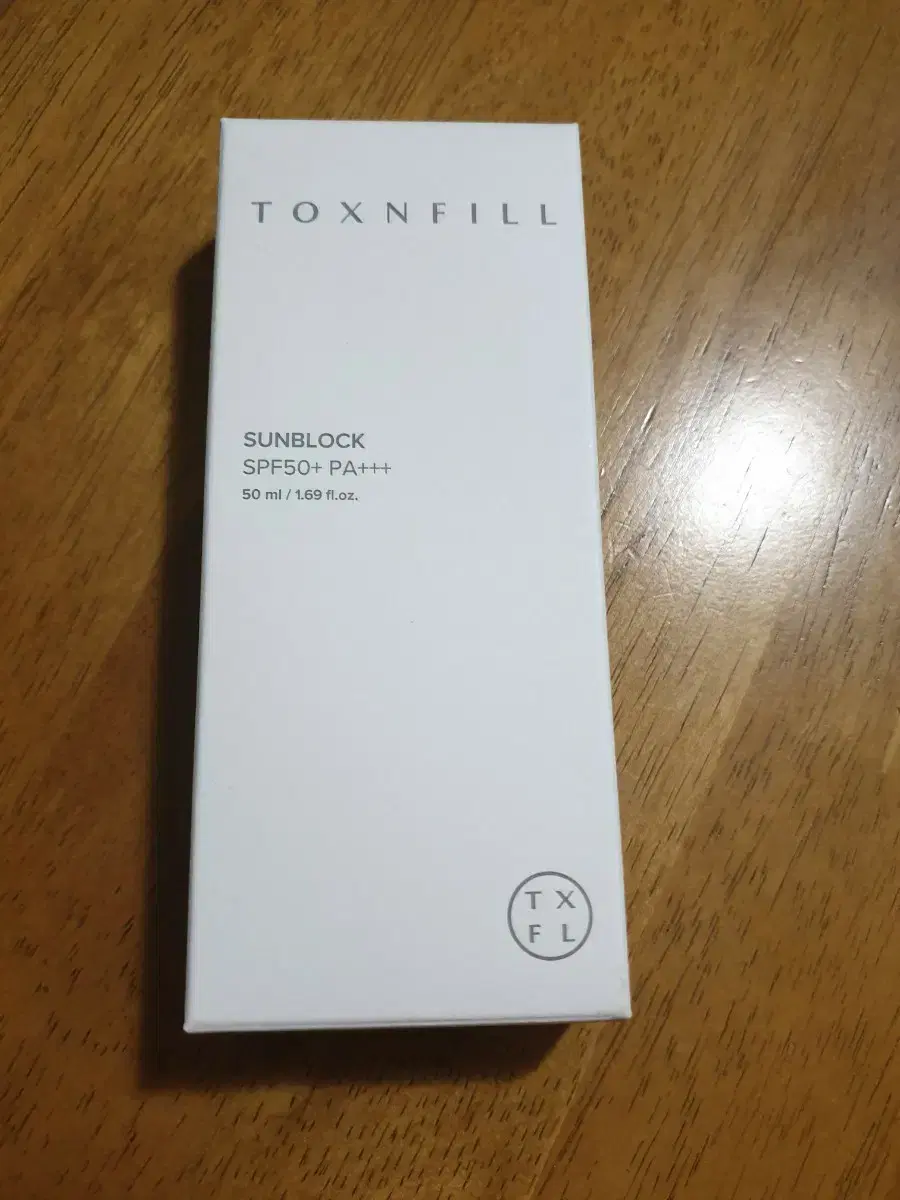 TOXNFILL
SUNBLOCK
SPF50+ PA+++
50 ml / 1.69 fl.oz.
T X
F L